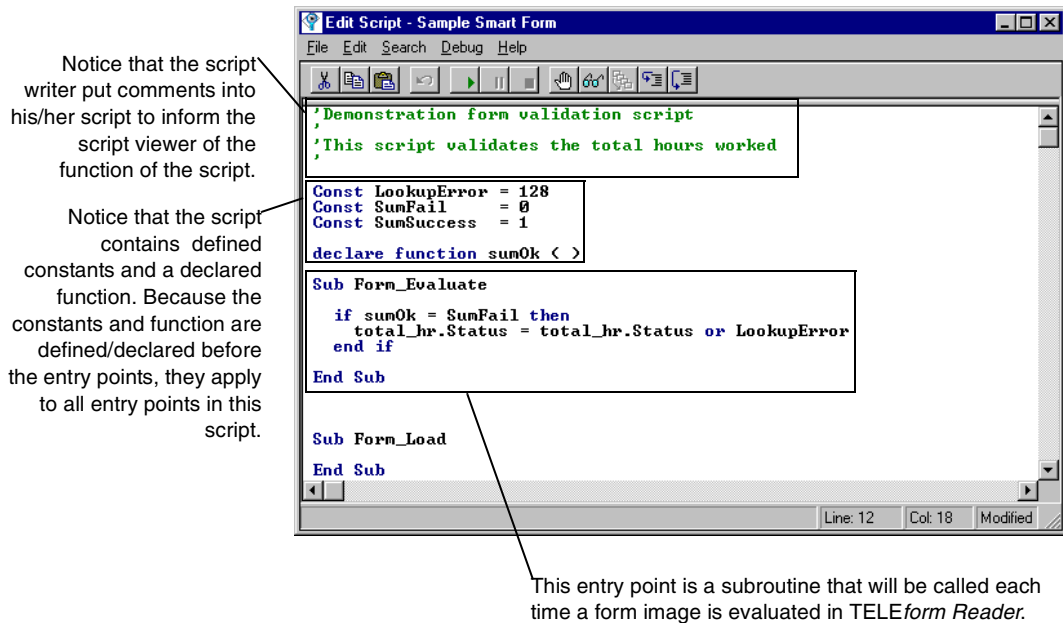 Notice that the script
writer put comments into
his/her script to inform the
script viewer of the
function of the script.
Notice that the script
contains defined
constants and a declared
function. Because the
constants and function are
defined/declared before
the entry points, they apply
to all entry points in this
script.
Edit Script - Sample Smart Form
File Edit Search Debug Help
'Demonstration form validation script
'
'This script validates the total hours worked
'
Const LookupError = 128
Const SumFail = 0
Const SumSuccess = 1
declare function sumOk ( )
Sub Form_Evaluate
if sumOk = SumFail then
total_hr.Status = total_hr.Status or LookupError
end if
End Sub
Sub Form_Load
End Sub
Line: 12 Col: 18 Modified
This entry point is a subroutine that will be called each
time a form image is evaluated in TELEform Reader.